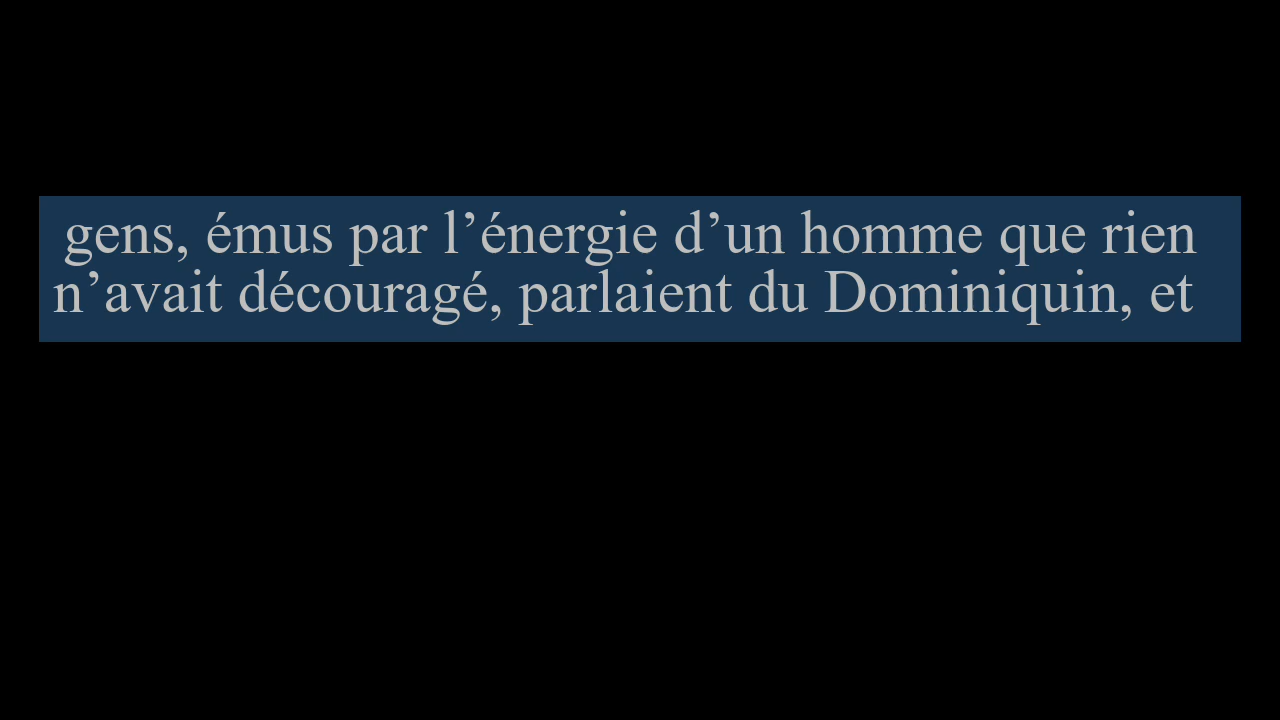 gens, émus par l’énergie d’un homme que rien
n’avait découragé, parlaient du Dominiquin, et